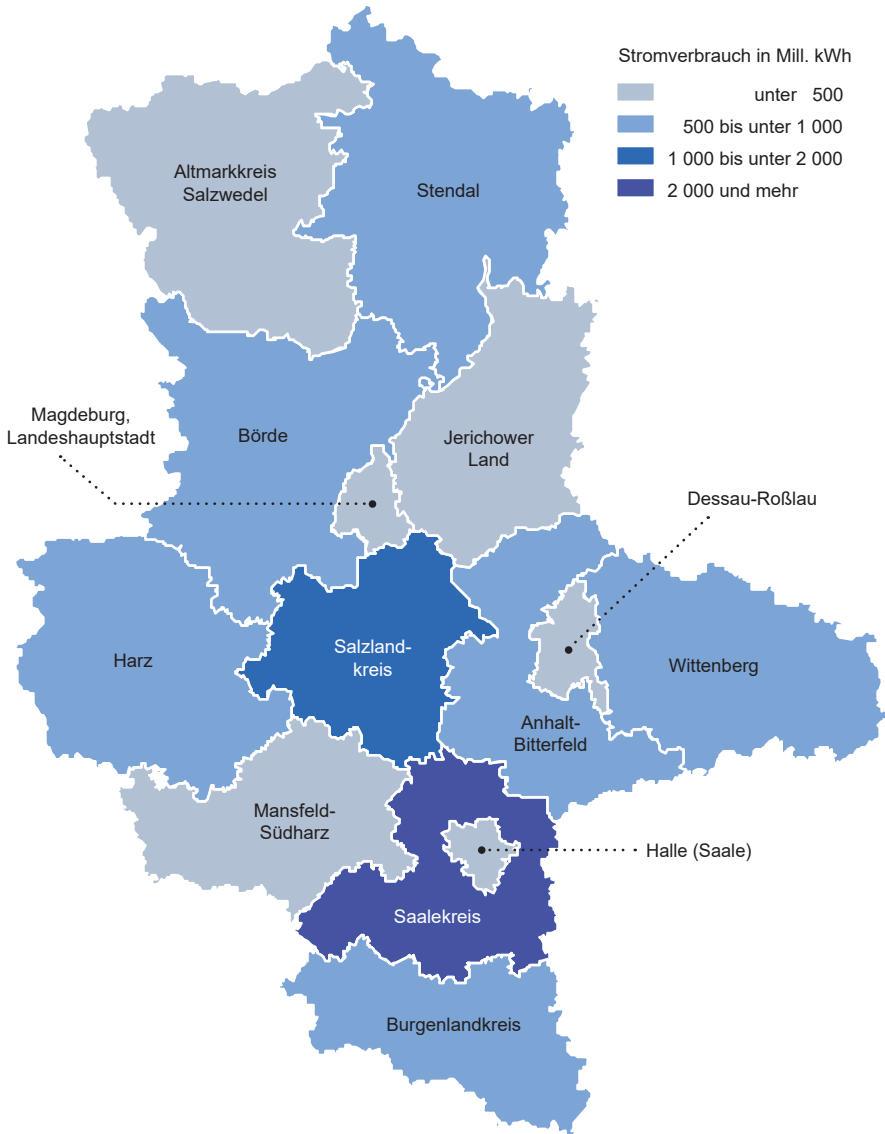 Stromverbrauch in Mill. kWh
unter 500
500 bis unter 1 000
1 000 bis unter 2 000
2 000 und mehr
Altmarkkreis
Salzwedel
Stendal
Magdeburg,
Landeshauptstadt
Börde
Jerichower
Land
Dessau-Roßlau
Harz
Salzland-
kreis
Wittenberg
Anhalt-
Bitterfeld
Mansfeld-
Südharz
Halle (Saale)
Saalekreis
Burgenlandkreis